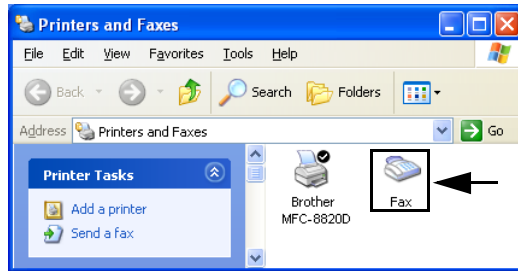 Printers and Faxes
File Edit View Favorites Tools Help
Back Search Folders
Address Printers and Faxes Go
Printer Tasks
Add a printer
Send a fax
Brother
MFC-8820D
Fax